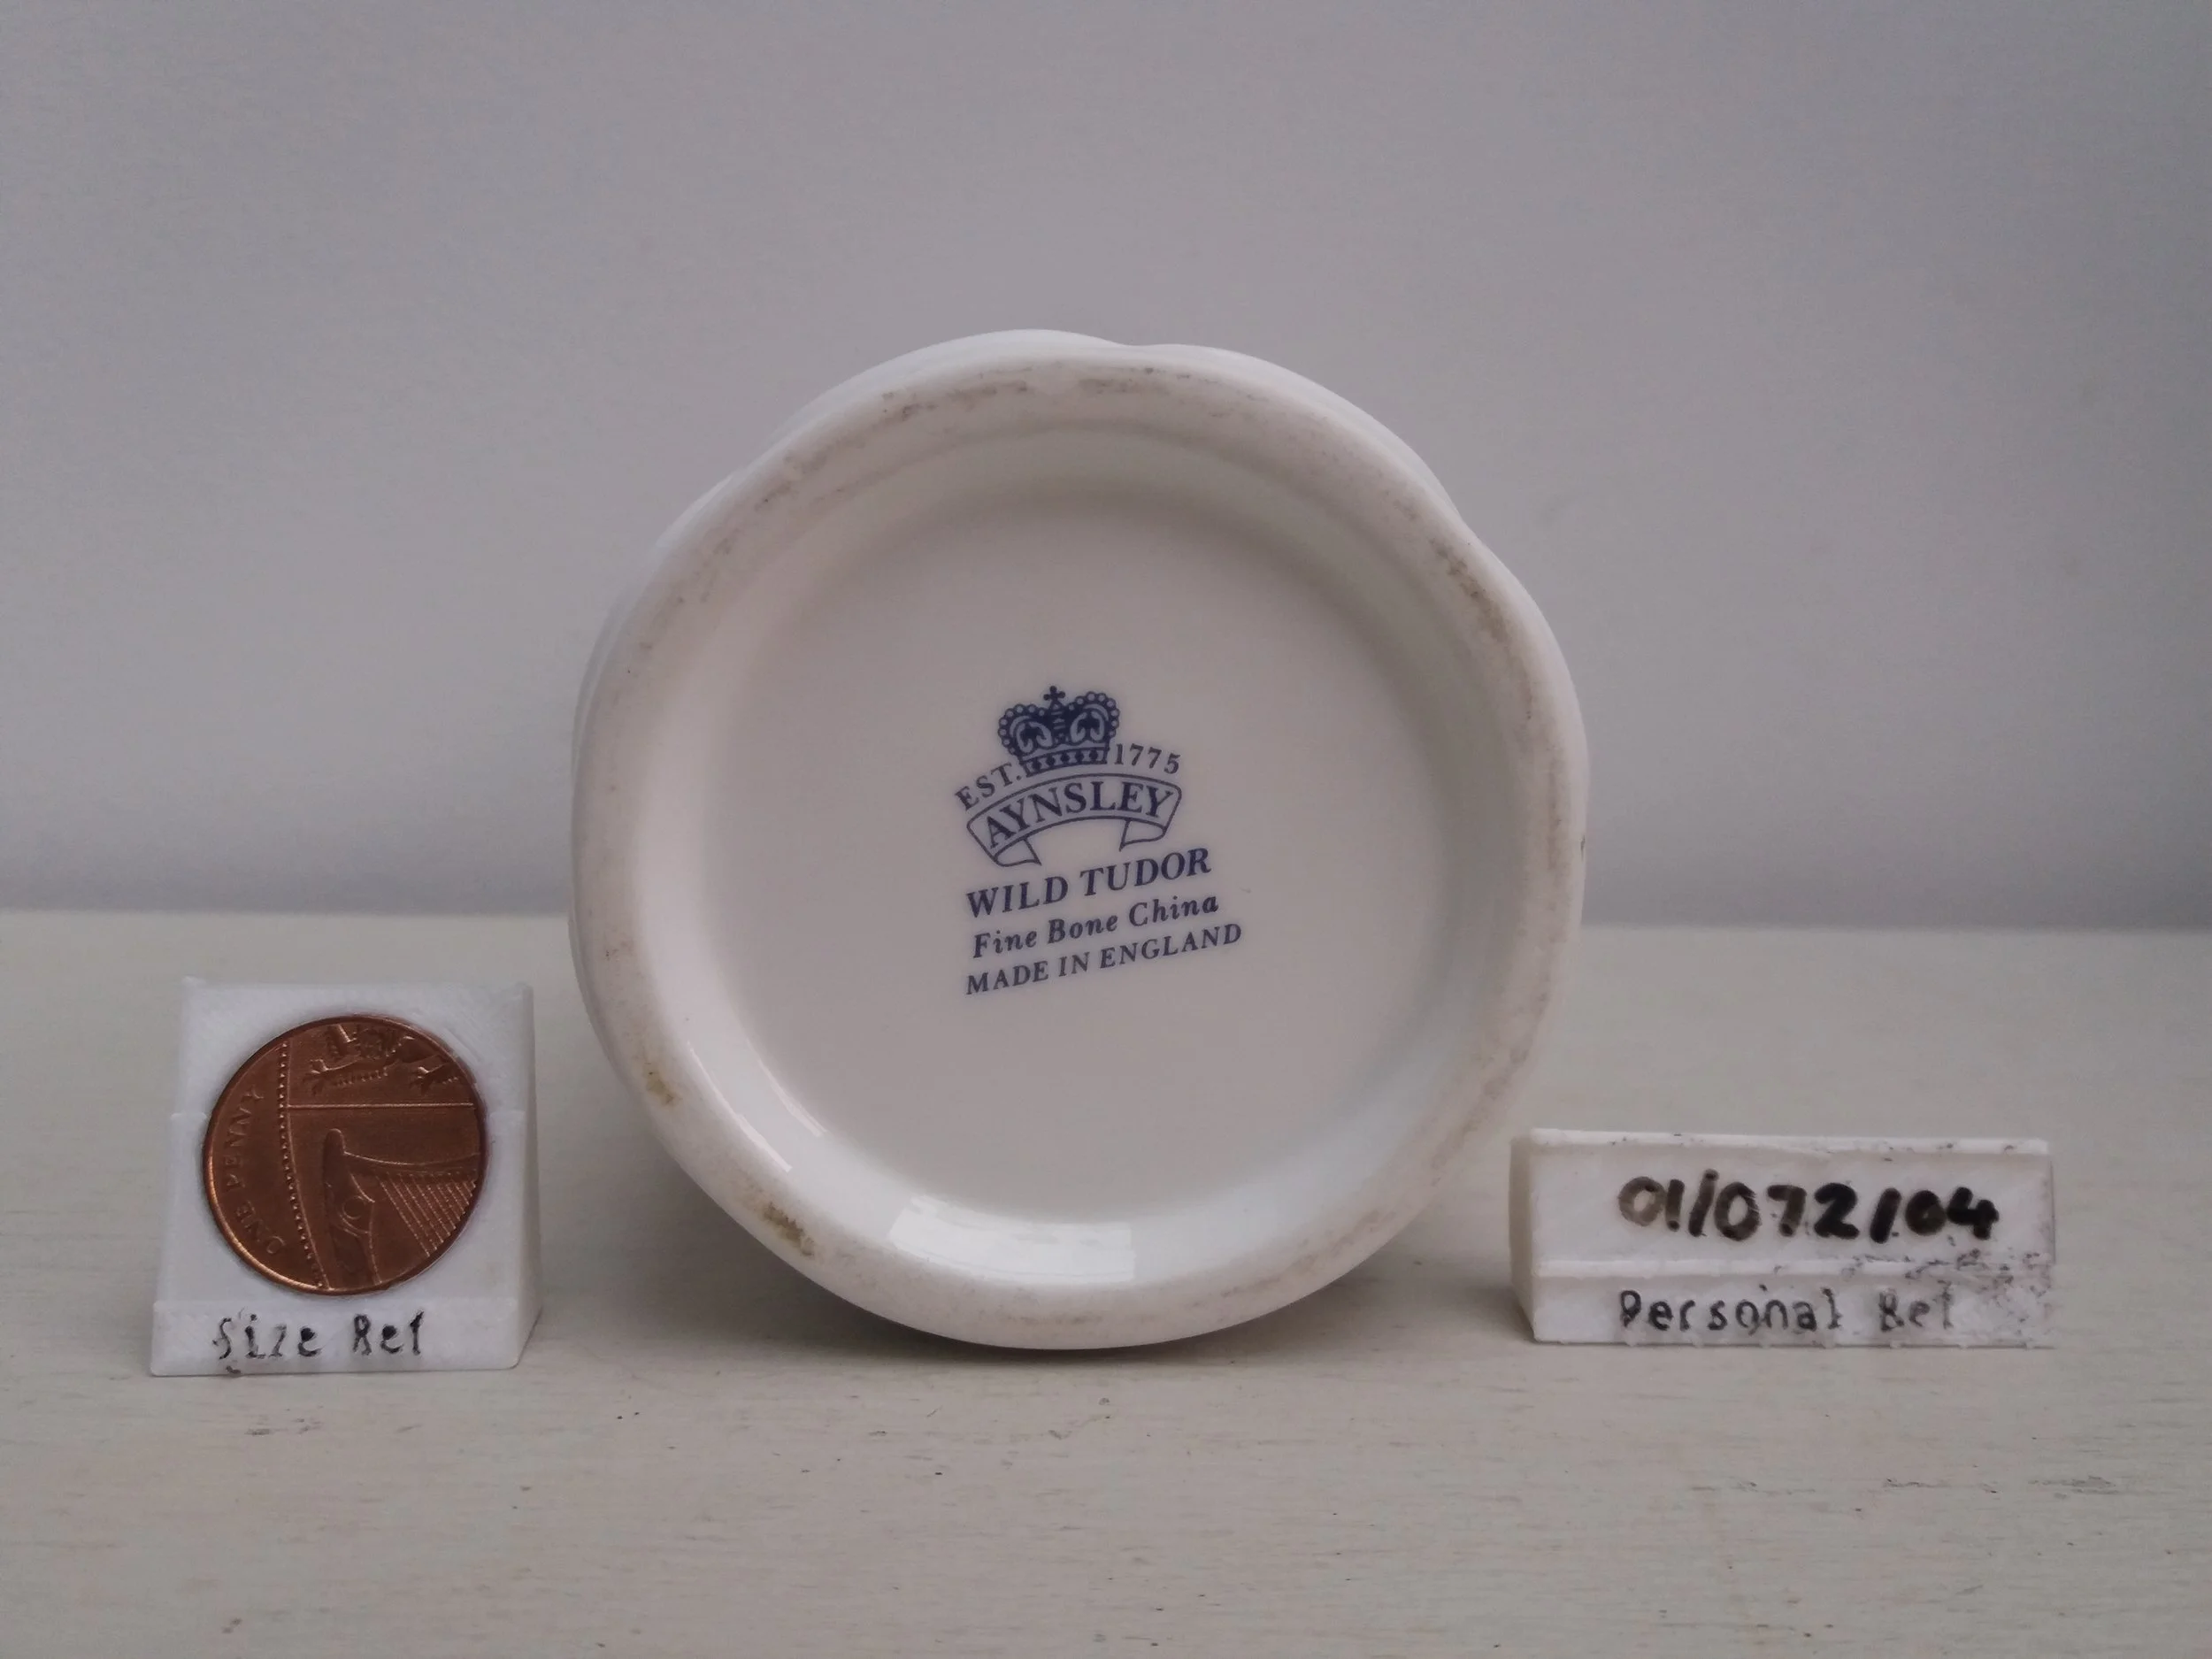 EST. 1775
AYNSLEY
WILD TUDOR
Fine Bone China
MADE IN ENGLAND
ONE PENNY
Size Ref
01/072/04
Personal Ref